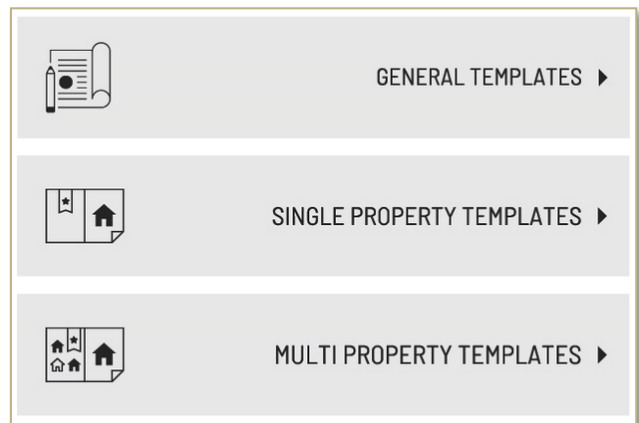 GENERAL TEMPLATES
SINGLE PROPERTY TEMPLATES
MULTI PROPERTY TEMPLATES